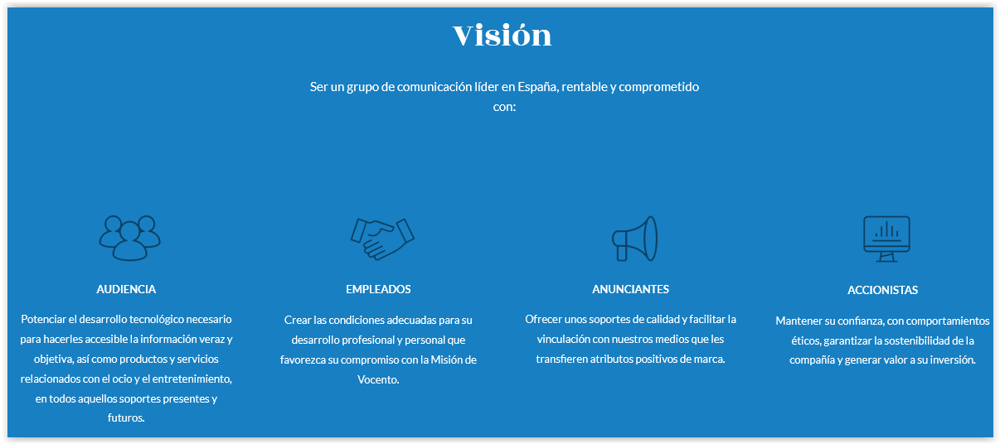 Visión
Ser un grupo de comunicación líder en España, rentable y comprometido
con:
AUDIENCIA
Potenciar el desarrollo tecnológico necesario
para hacerles accesible la información veraz y
objetiva, así como productos y servicios
relacionados con el ocio y el entretenimiento,
en todos aquellos soportes presentes y
futuros.
EMPLEADOS
Crear las condiciones adecuadas para su
desarrollo profesional y personal que
favorezca su compromiso con la Misión de
Vocento.
ANUNCIANTES
Ofrecer unos soportes de calidad y facilitar la
vinculación con nuestros medios que les
transfieren atributos positivos de marca.
ACCIONISTAS
Mantener su confianza, con comportamientos
éticos, garantizar la sostenibilidad de la
compañía y generar valor a su inversión.